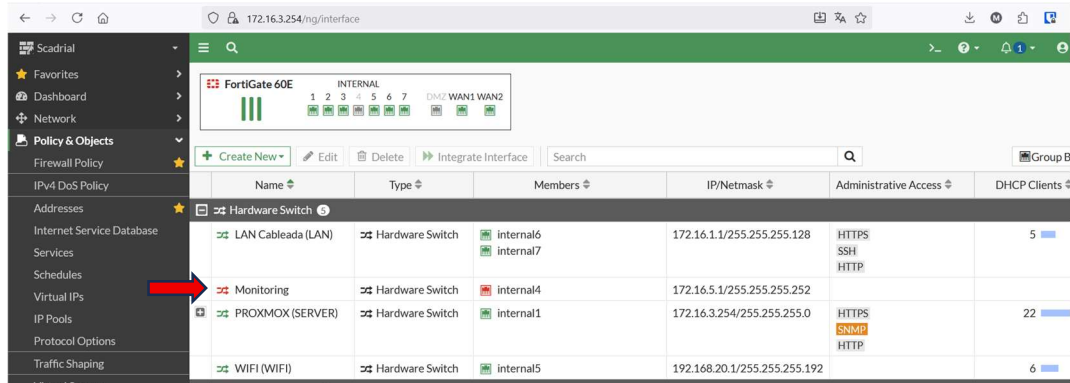 172.16.3.254/ng/interface
Scadrial
Favorites
Dashboard
Network
Policy & Objects
Firewall Policy
IPv4 DoS Policy
Addresses
Internet Service Database
Services
Schedules
Virtual IPs
IP Pools
Protocol Options
Traffic Shaping
>_ ? 1
FortiGate 60E INTERNAL
1 2 3 4 5 6 7 DMZ WAN1 WAN2
+ Create New Edit Delete Integrate Interface Search Group B
Name Type Members IP/Netmask Administrative Access DHCP Clients
Hardware Switch 5
LAN Cableada (LAN) Hardware Switch internal6 172.16.1.1/255.255.255.128 HTTPS 5
internal7 SSH
HTTP
Monitoring Hardware Switch internal4 172.16.5.1/255.255.255.252
PROXMOX (SERVER) Hardware Switch internal1 172.16.3.254/255.255.255.0 HTTPS 22
SNMP
HTTP
WIFI (WIFI) Hardware Switch internal5 192.168.20.1/255.255.255.192 6